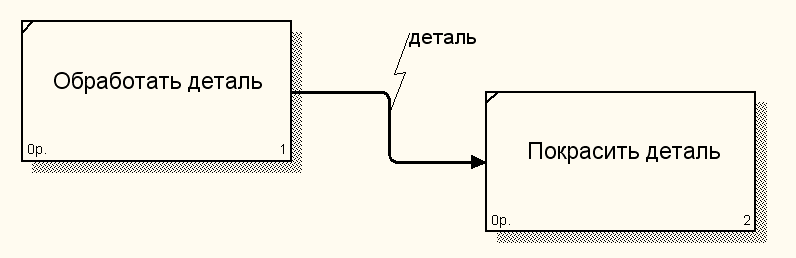 деталь
Обработать деталь
0р.
1
Покрасить деталь
0р.
2